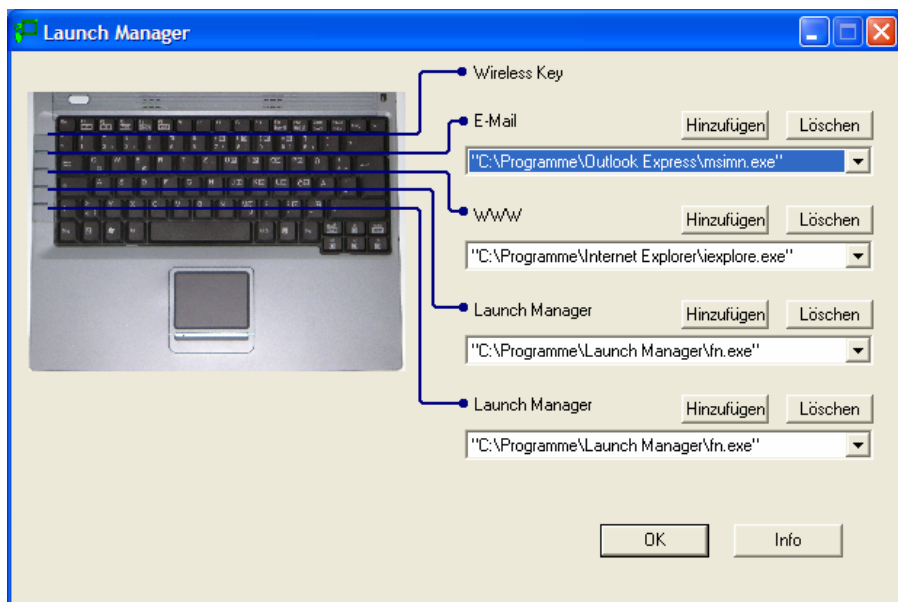 Launch Manager
Wireless Key
E-Mail
Hinzufügen Löschen
"C:\Programme\Outlook Express\msimn.exe"
WWW
Hinzufügen Löschen
"C:\Programme\Internet Explorer\iexplore.exe"
Launch Manager
Hinzufügen Löschen
"C:\Programme\Launch Manager\fn.exe"
Launch Manager
Hinzufügen Löschen
"C:\Programme\Launch Manager\fn.exe"
OK Info